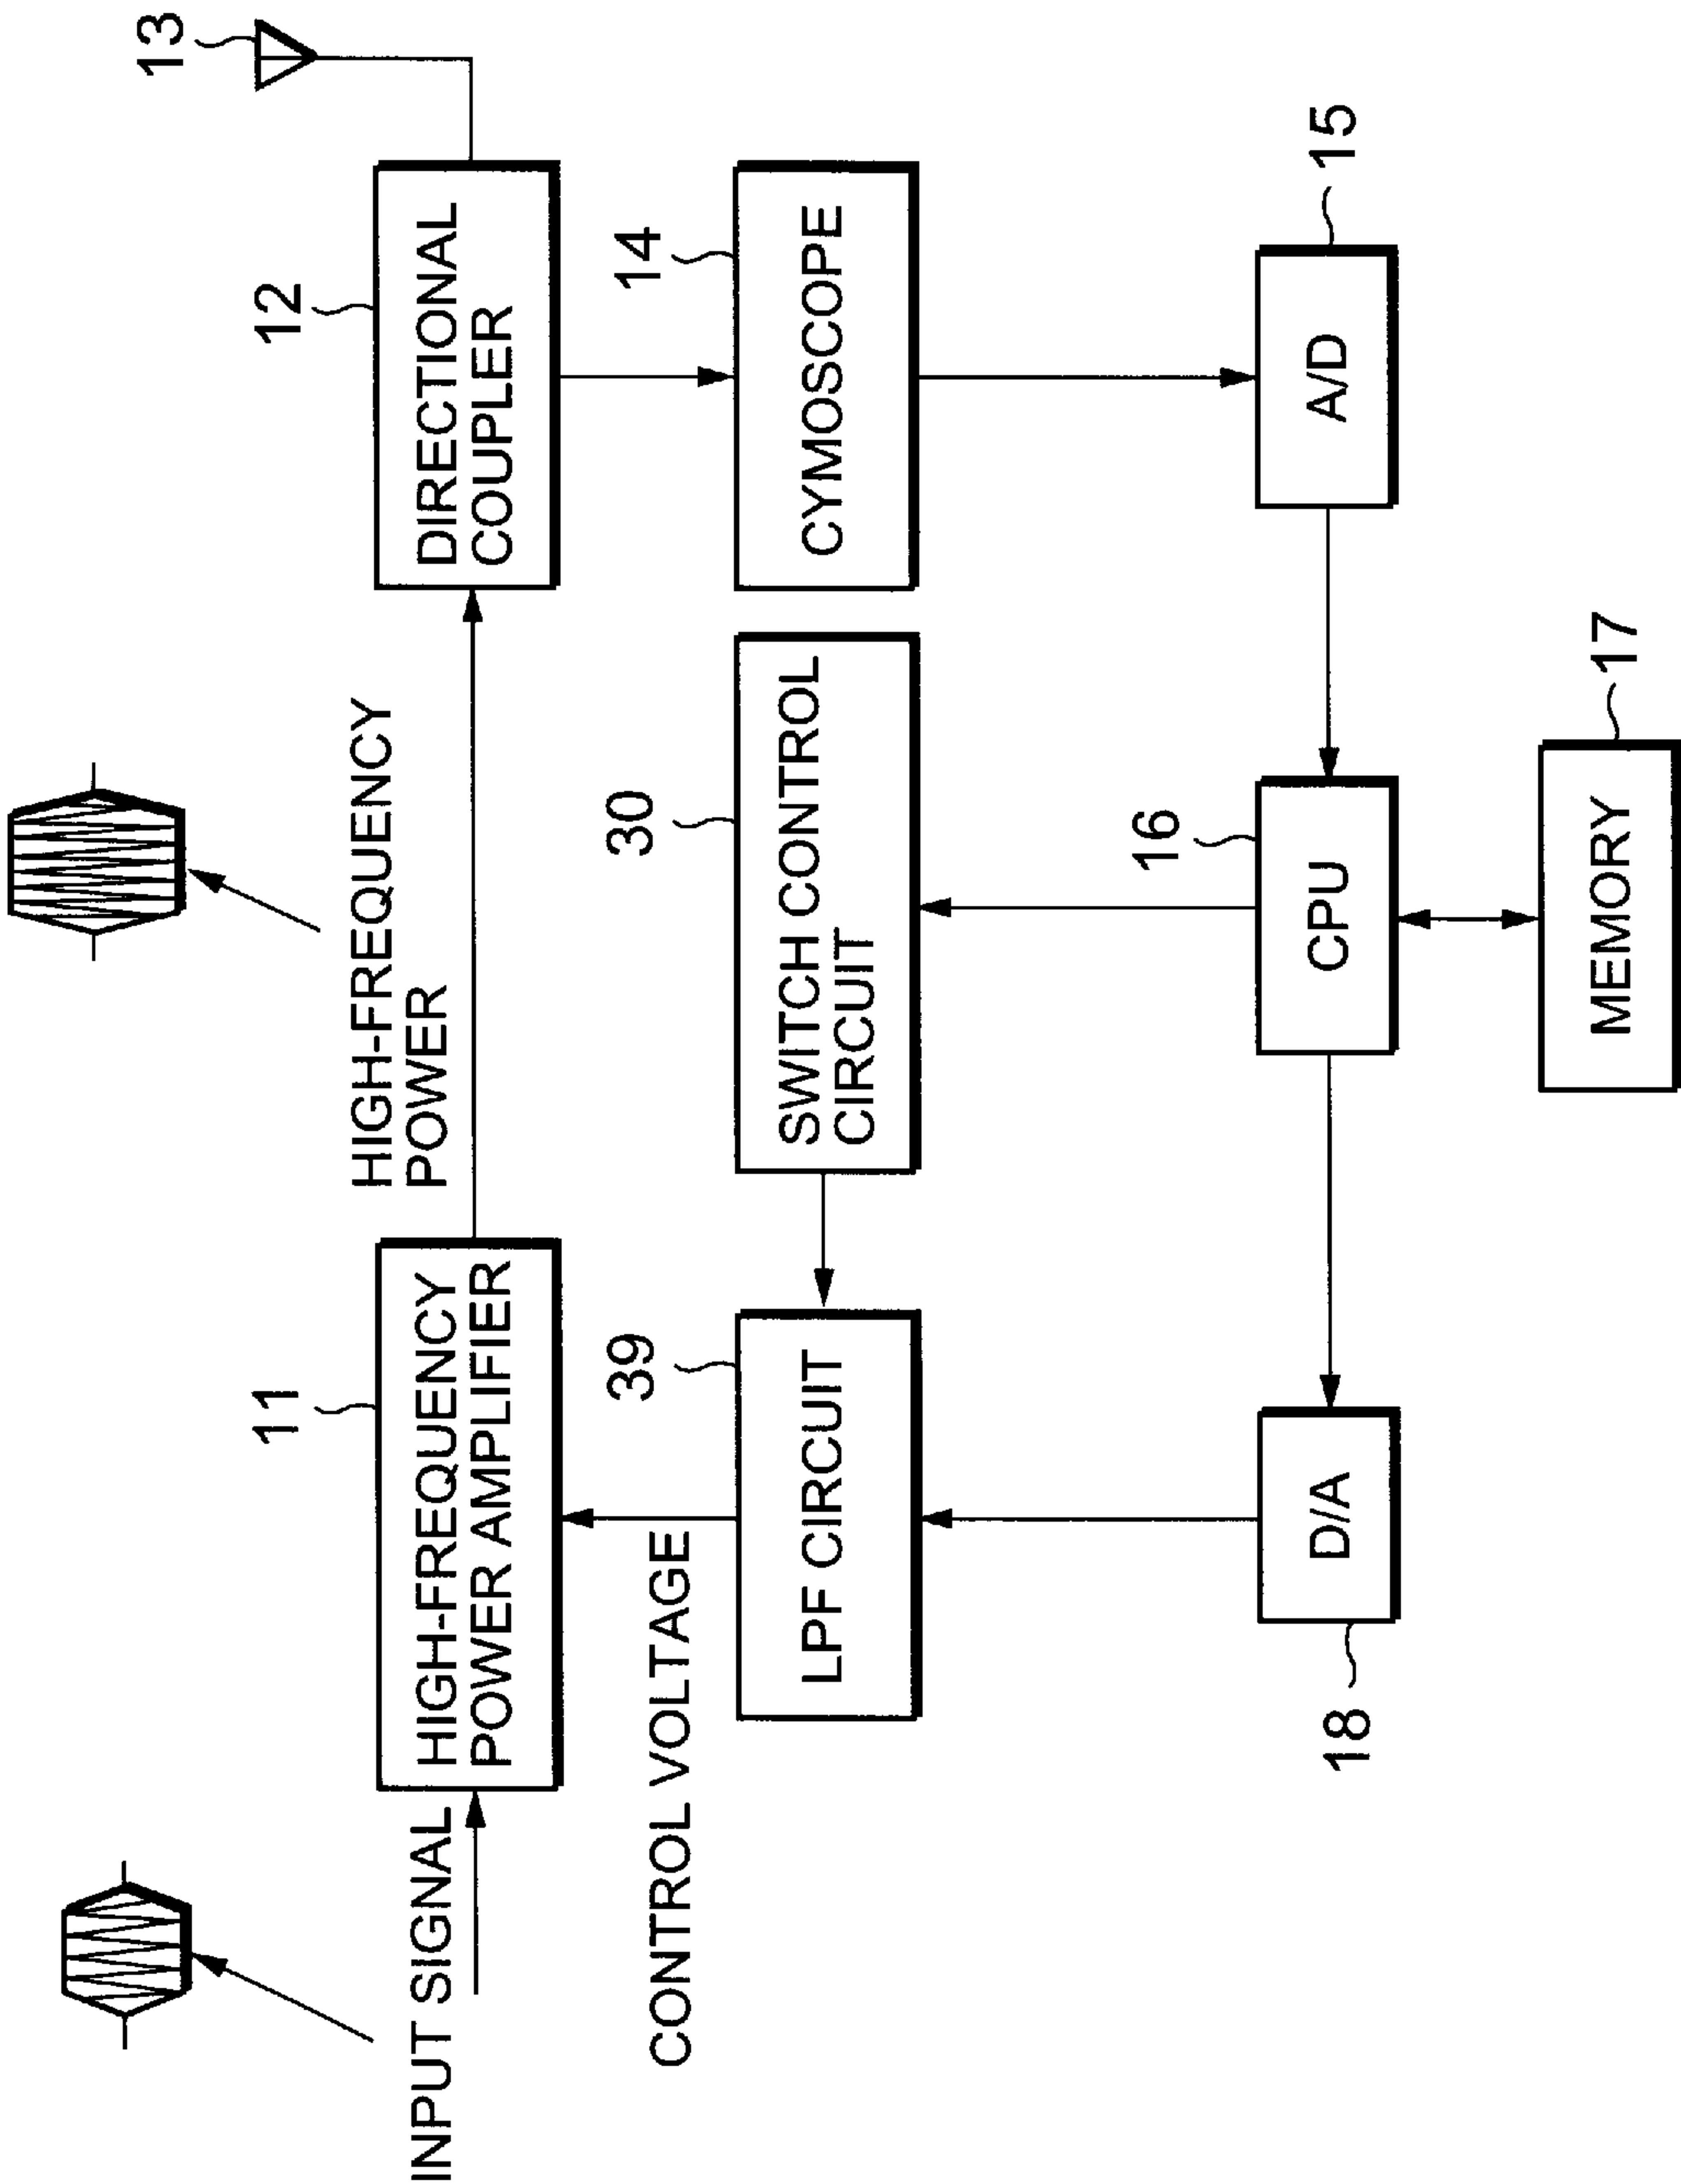 13
12
DIRECTIONAL
COUPLER
HIGH-FREQUENCY
POWER
11
HIGH-FREQUENCY
POWER AMPLIFIER
INPUT SIGNAL
14
CYMOSCOPE
30
SWITCH CONTROL
CIRCUIT
39
LPF CIRCUIT
CONTROL VOLTAGE
15
A/D
16
CPU
17
MEMORY
D/A
18